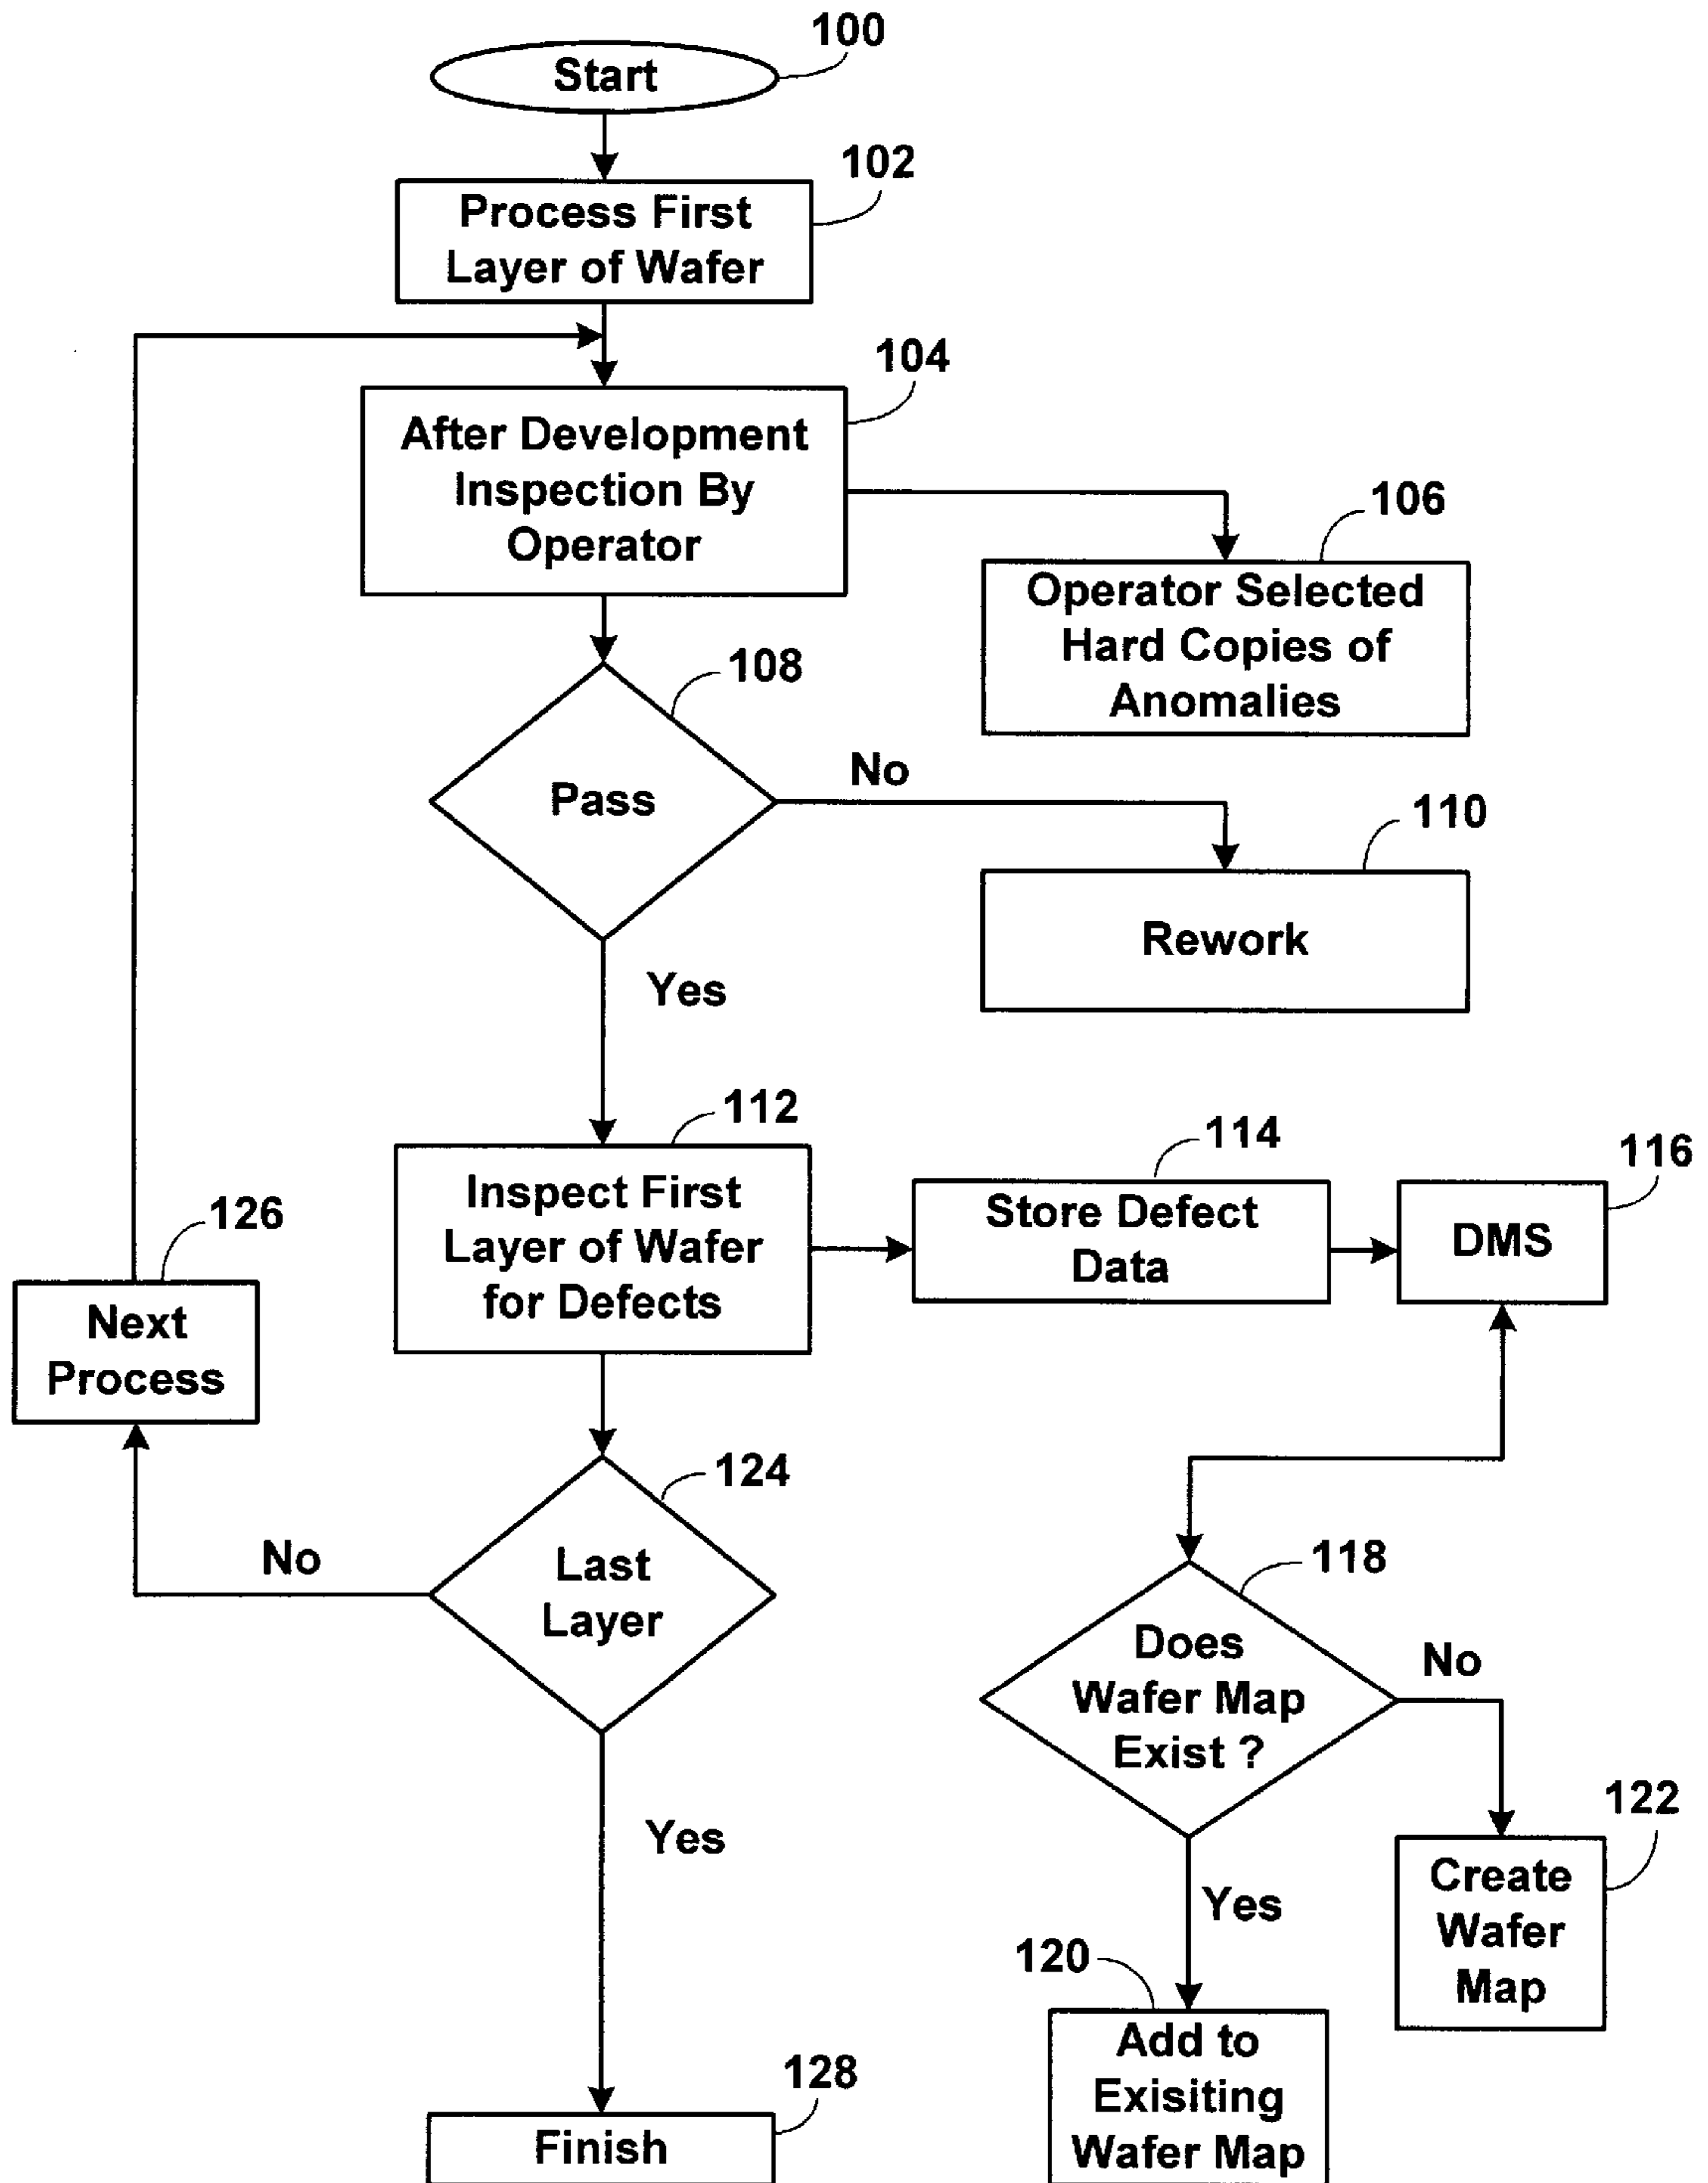 100
Start
102
Process First
Layer of Wafer
104
After Development
Inspection By
Operator
106
Operator Selected
Hard Copies of
Anomalies
108
Pass
No
110
Rework
Yes
112
Inspect First
Layer of Wafer
for Defects
114
Store Defect
Data
116
DMS
126
Next
Process
124
Last
Layer
No
118
Does
Wafer Map
Exist ?
No
122
Create
Wafer
Map
Yes
Yes
120
Add to
Exisiting
Wafer Map
128
Finish